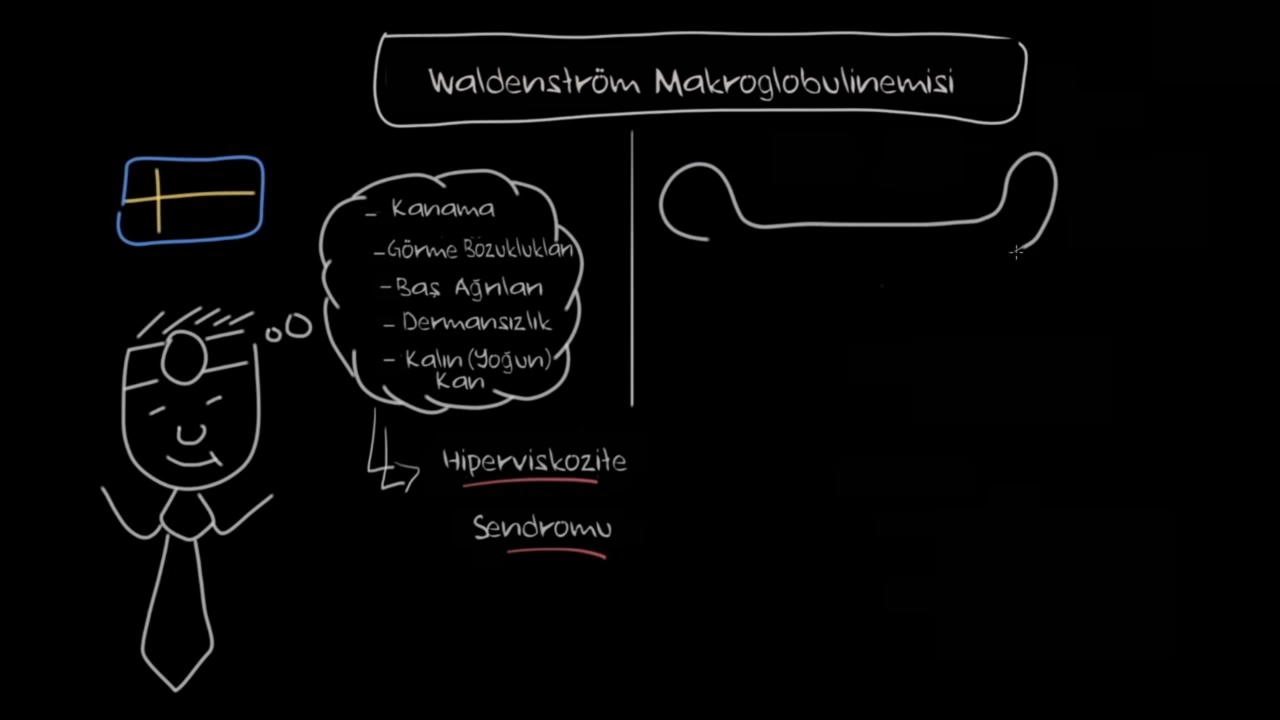 Waldenström Makroglobulinemisi
- Kanama
- Görme Bozuklukları
- Baş Ağrıları
- Dermansızlık
- Kalın (Yoğun)
Kan
Hiperviskozite
Sendromu